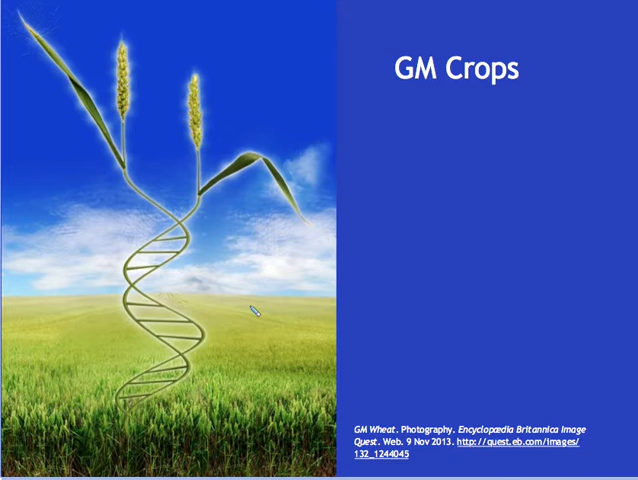 GM Crops
GM Wheat. Photography. Encyclopædia Britannica Image
Quest. Web. 9 Nov 2013. http://quest.eb.com/images/
132_1244045